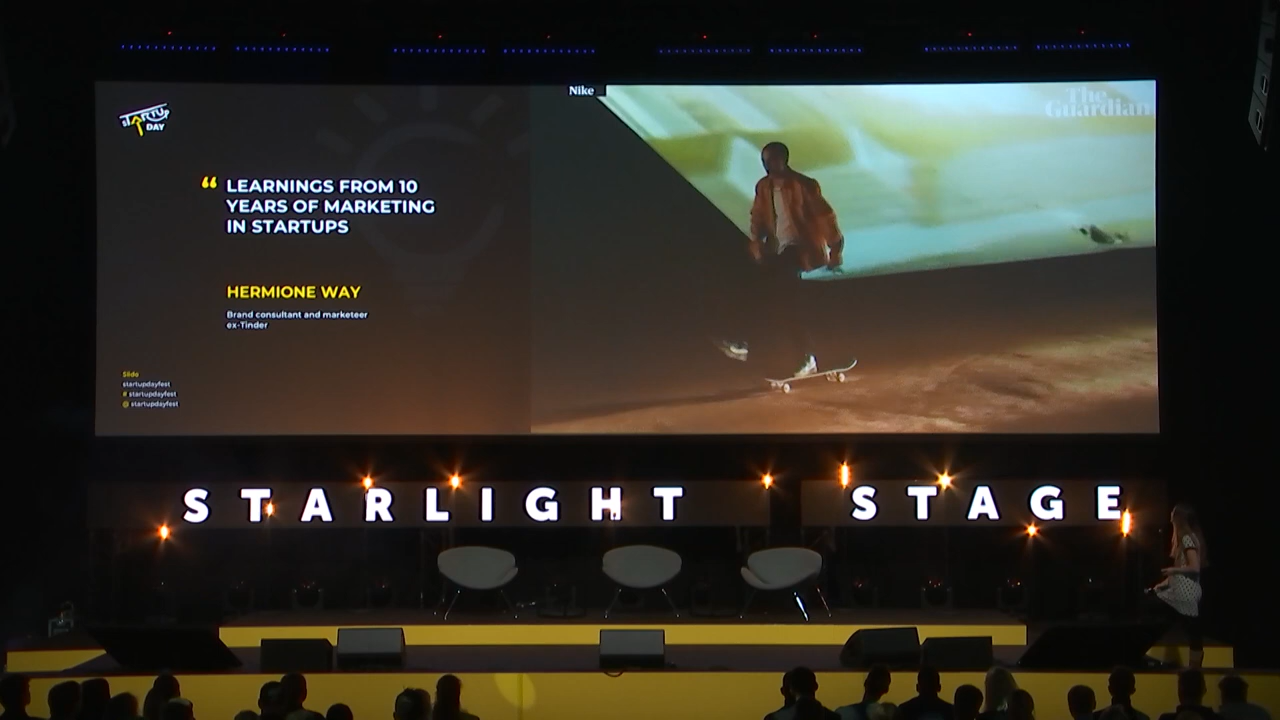 STARTUP
DAY
“ LEARNINGS FROM 10
YEARS OF MARKETING
IN STARTUPS
HERMIONE WAY
Brand consultant and marketeer
ex-Tinder
Slido
startupdayfest
# startupdayfest
@ startupdayfest
Nike
The
Guardian
STARLIGHT STAGE